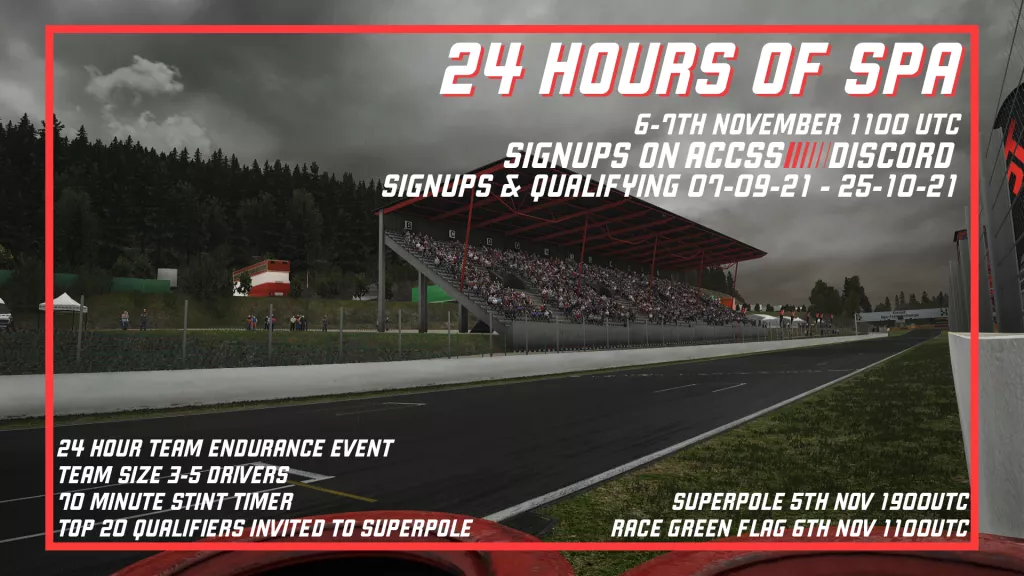 24 HOURS OF SPA
6-7TH NOVEMBER 1100 UTC
SIGNUPS ON ACCSS DISCORD
SIGNUPS & QUALIFYING 07-09-21 - 25-10-21
24 HOUR TEAM ENDURANCE EVENT
TEAM SIZE 3-5 DRIVERS
70 MINUTE STINT TIMER
TOP 20 QUALIFIERS INVITED TO SUPERPOLE
SUPERPOLE 5TH NOV 1900UTC
RACE GREEN FLAG 6TH NOV 1100UTC